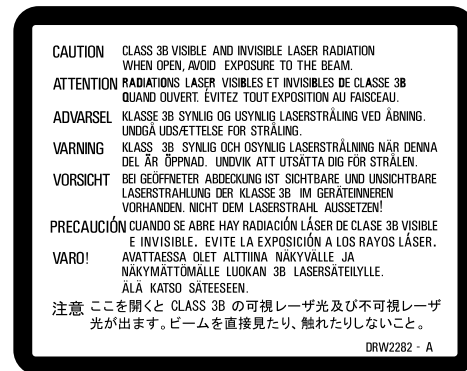 CAUTION CLASS 3B VISIBLE AND INVISIBLE LASER RADIATION
WHEN OPEN, AVOID EXPOSURE TO THE BEAM.
ATTENTION RADIATIONS LASER VISIBLES ET INVISIBLES DE CLASSE 3B
QUAND OUVERT. ÉVITEZ TOUT EXPOSITION AU FAISCEAU.
ADVARSEL KLASSE 3B SYNLIG OG USYNLIG LASERSTRÅLING VED ÅBNING.
UNDGÅ UDSÆTTELSE FOR STRÅLING.
VARNING KLASS 3B SYNLIG OCH OSYNLIG LASERSTRÅLNING NÄR DENNA
DEL ÄR ÖPPNAD. UNDVIK ATT UTSÄTTA DIG FÖR STRÅLEN.
VORSICHT BEI GEÖFFNETER ABDECKUNG IST SICHTBARE UND UNSICHTBARE
LASERSTRAHLUNG DER KLASSE 3B IM GERÄTEINNEREN
VORHANDEN. NICHT DEM LASERSTRAHL AUSSETZEN!
PRECAUCIÓN CUANDO SE ABRE HAY RADIACIÓN LÁSER DE CLASE 3B VISIBLE
E INVISIBLE. EVITE LA EXPOSICIÓN A LOS RAYOS LÁSER.
VARO! AVATTAESSA OLET ALTTIINA NÄKYVÄLLE JA
NÄKYMÄTTÖMÄLLE LUOKAN 3B LASERSÄTEILYLLE.
ÄLÄ KATSO SÄTEESEEN.
注意 ここを開くと CLASS 3B の可視レーザ光及び不可視レーザ
光が出ます。ビームを直接見たり、触れたりしないこと。
DRW2282 - A